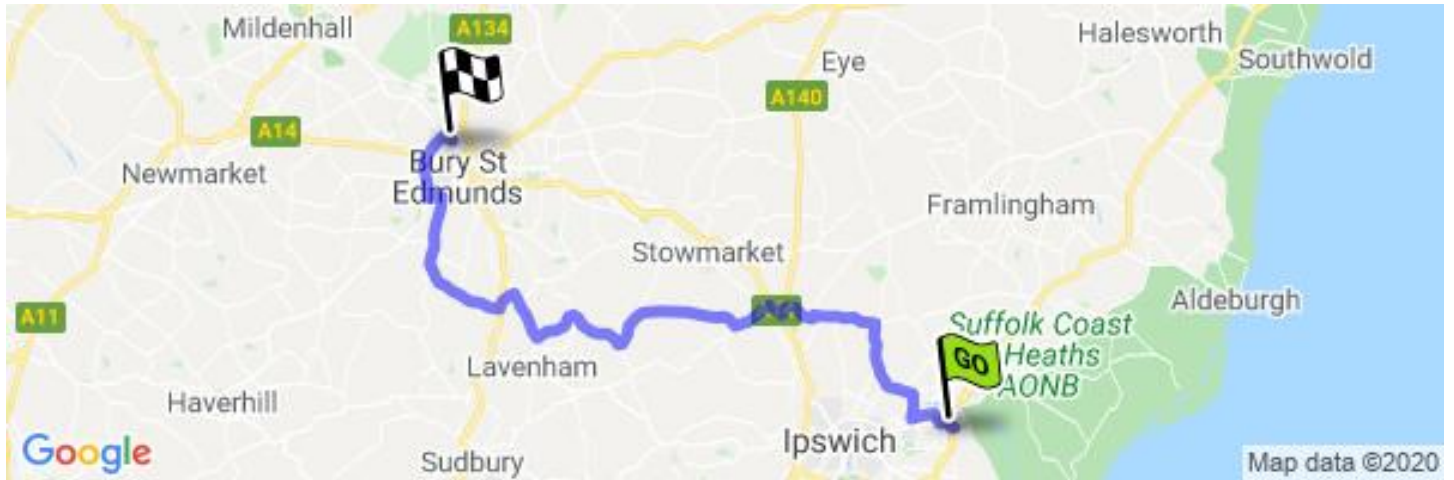 Mildenhall
A134
Halesworth
Southwold
Eye
A140
A14
Newmarket
Bury St
Edmunds
Framlingham
Stowmarket
Aldeburgh
A11
Suffolk Coast
Heaths
AONB
GO
Lavenham
Haverhill
Ipswich
Sudbury
Google
Map data ©2020